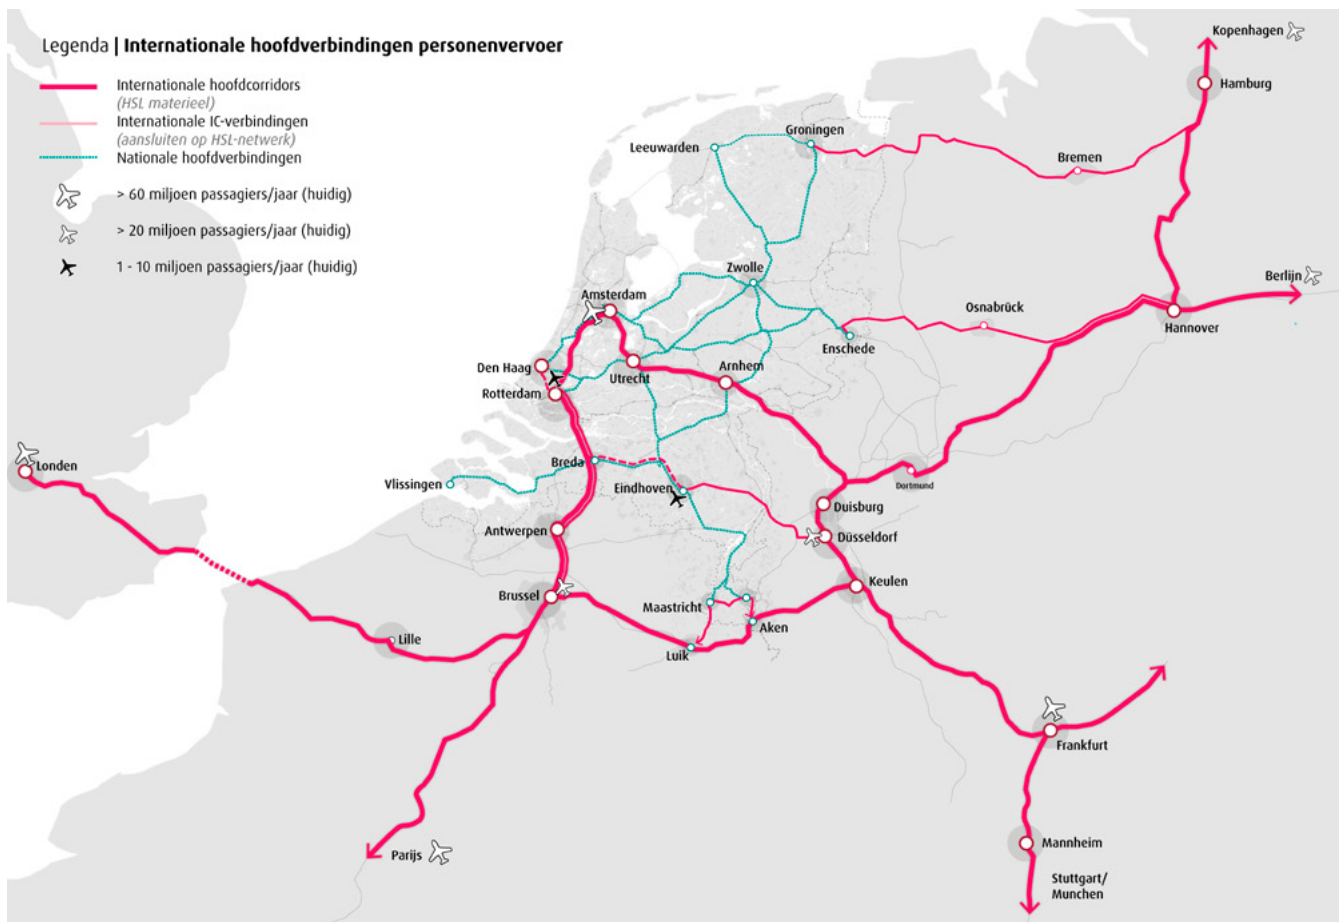 Legenda | Internationale hoofdverbindingen personenvervoer
Internationale hoofdcorridors
(HSL materieel)
Internationale IC-verbindingen
(aansluiten op HSL-netwerk)
Nationale hoofdverbindingen
> 60 miljoen passagiers/jaar (huidig)
> 20 miljoen passagiers/jaar (huidig)
1 - 10 miljoen passagiers/jaar (huidig)
Kopenhagen
Hamburg
Groningen
Leeuwarden
Bremen
Zwolle
Berlijn
Amsterdam
Osnabrück
Hannover
Enschede
Den Haag
Utrecht
Arnhem
Rotterdam
Londen
Breda
Vlissingen
Eindhoven
Dortmund
Duisburg
Antwerpen
Düsseldorf
Keulen
Brussel
Maastricht
Aken
Lille
Luik
Frankfurt
Mannheim
Parijs
Stuttgart/
Munchen